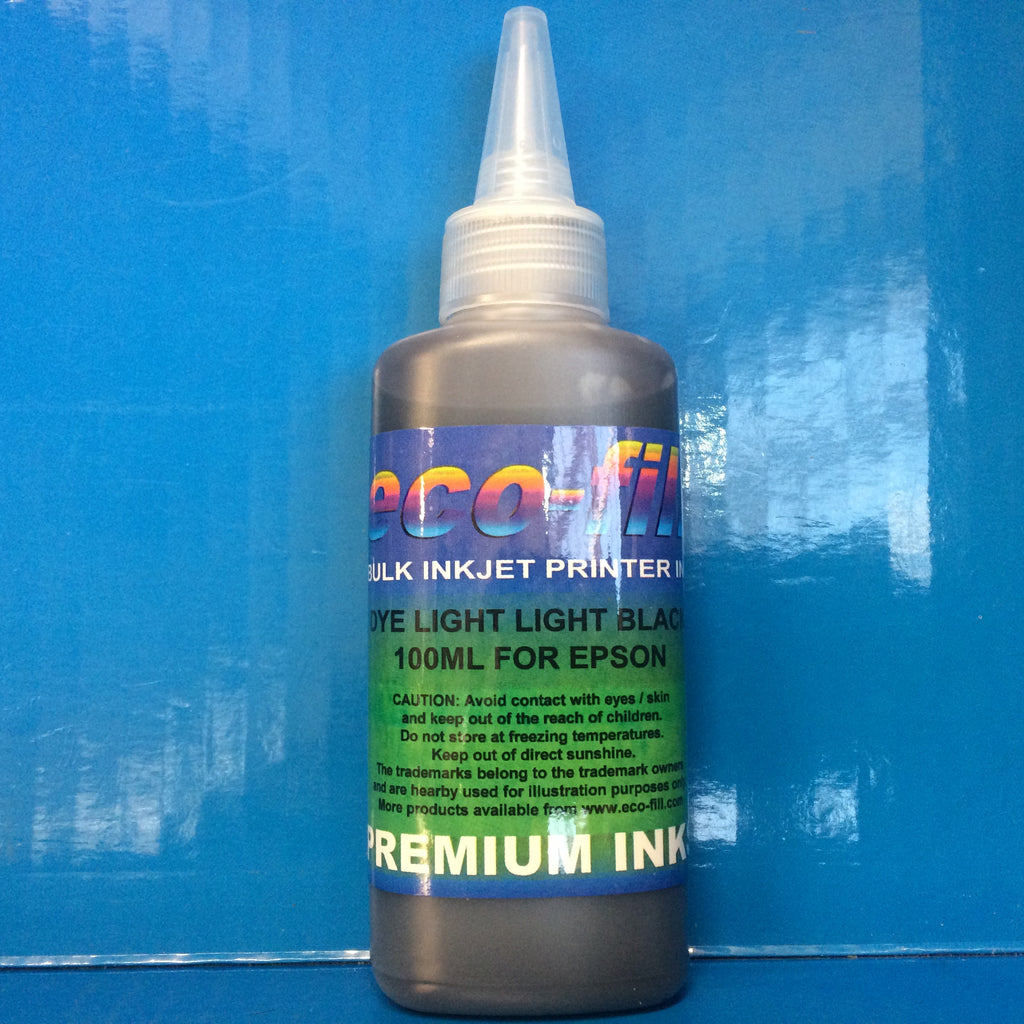 eco-fill
BULK INKJET PRINTER IN
DYE LIGHT LIGHT BLACK
100ML FOR EPSON
CAUTION: Avoid contact with eyes / skin
and keep out of the reach of children.
Do not store at freezing temperatures.
Keep out of direct sunshine.
The trademarks belong to the trademark owners
and are hearby used for illustration purposes only
More products available from www.eco-fill.com
PREMIUM INK